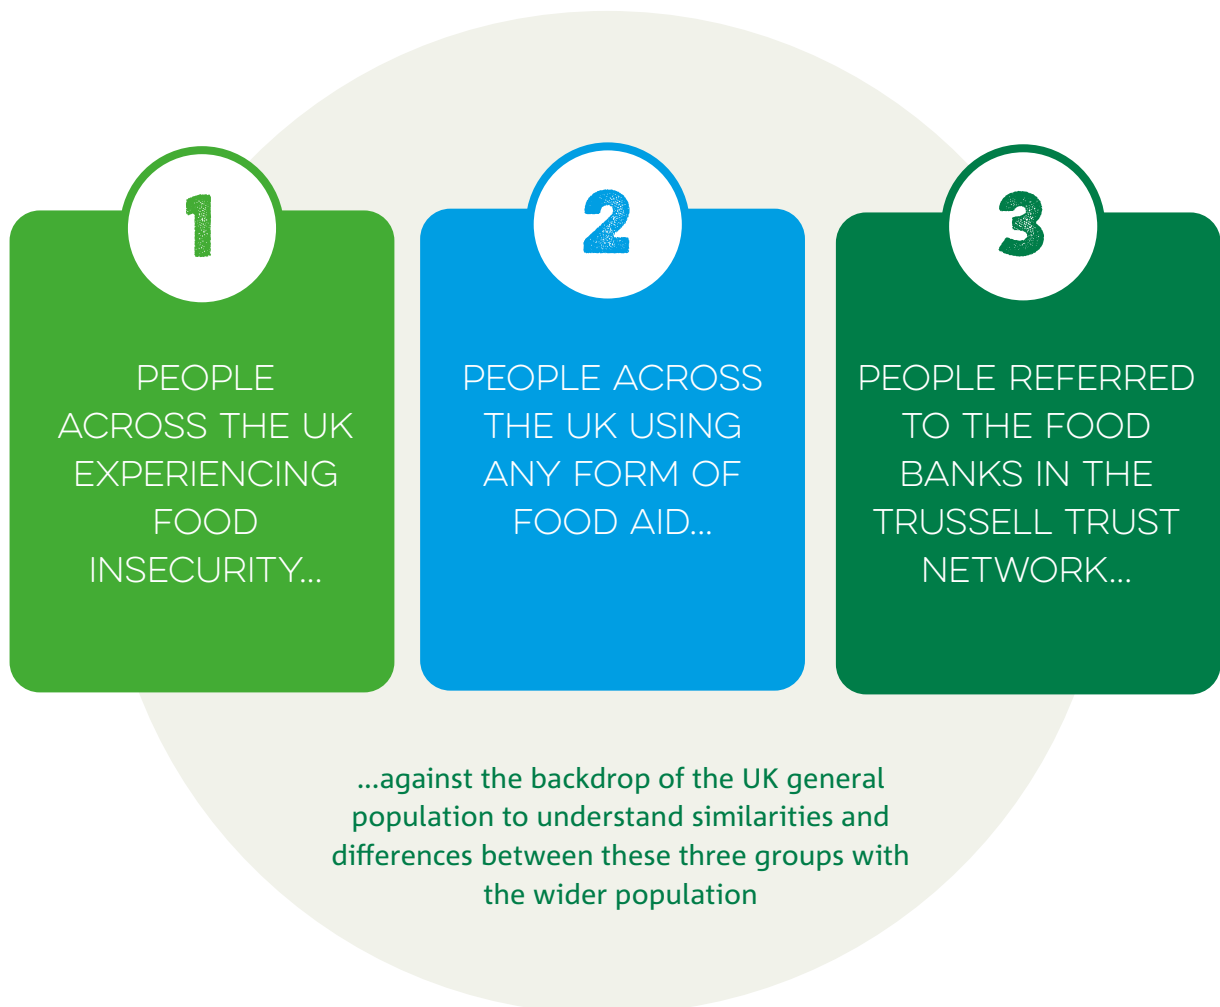 1
PEOPLE
ACROSS THE UK
EXPERIENCING
FOOD
INSECURITY...
2
PEOPLE ACROSS
THE UK USING
ANY FORM OF
FOOD AID...
3
PEOPLE REFERRED
TO THE FOOD
BANKS IN THE
TRUSSELL TRUST
NETWORK...
...against the backdrop of the UK general
population to understand similarities and
differences between these three groups with
the wider population